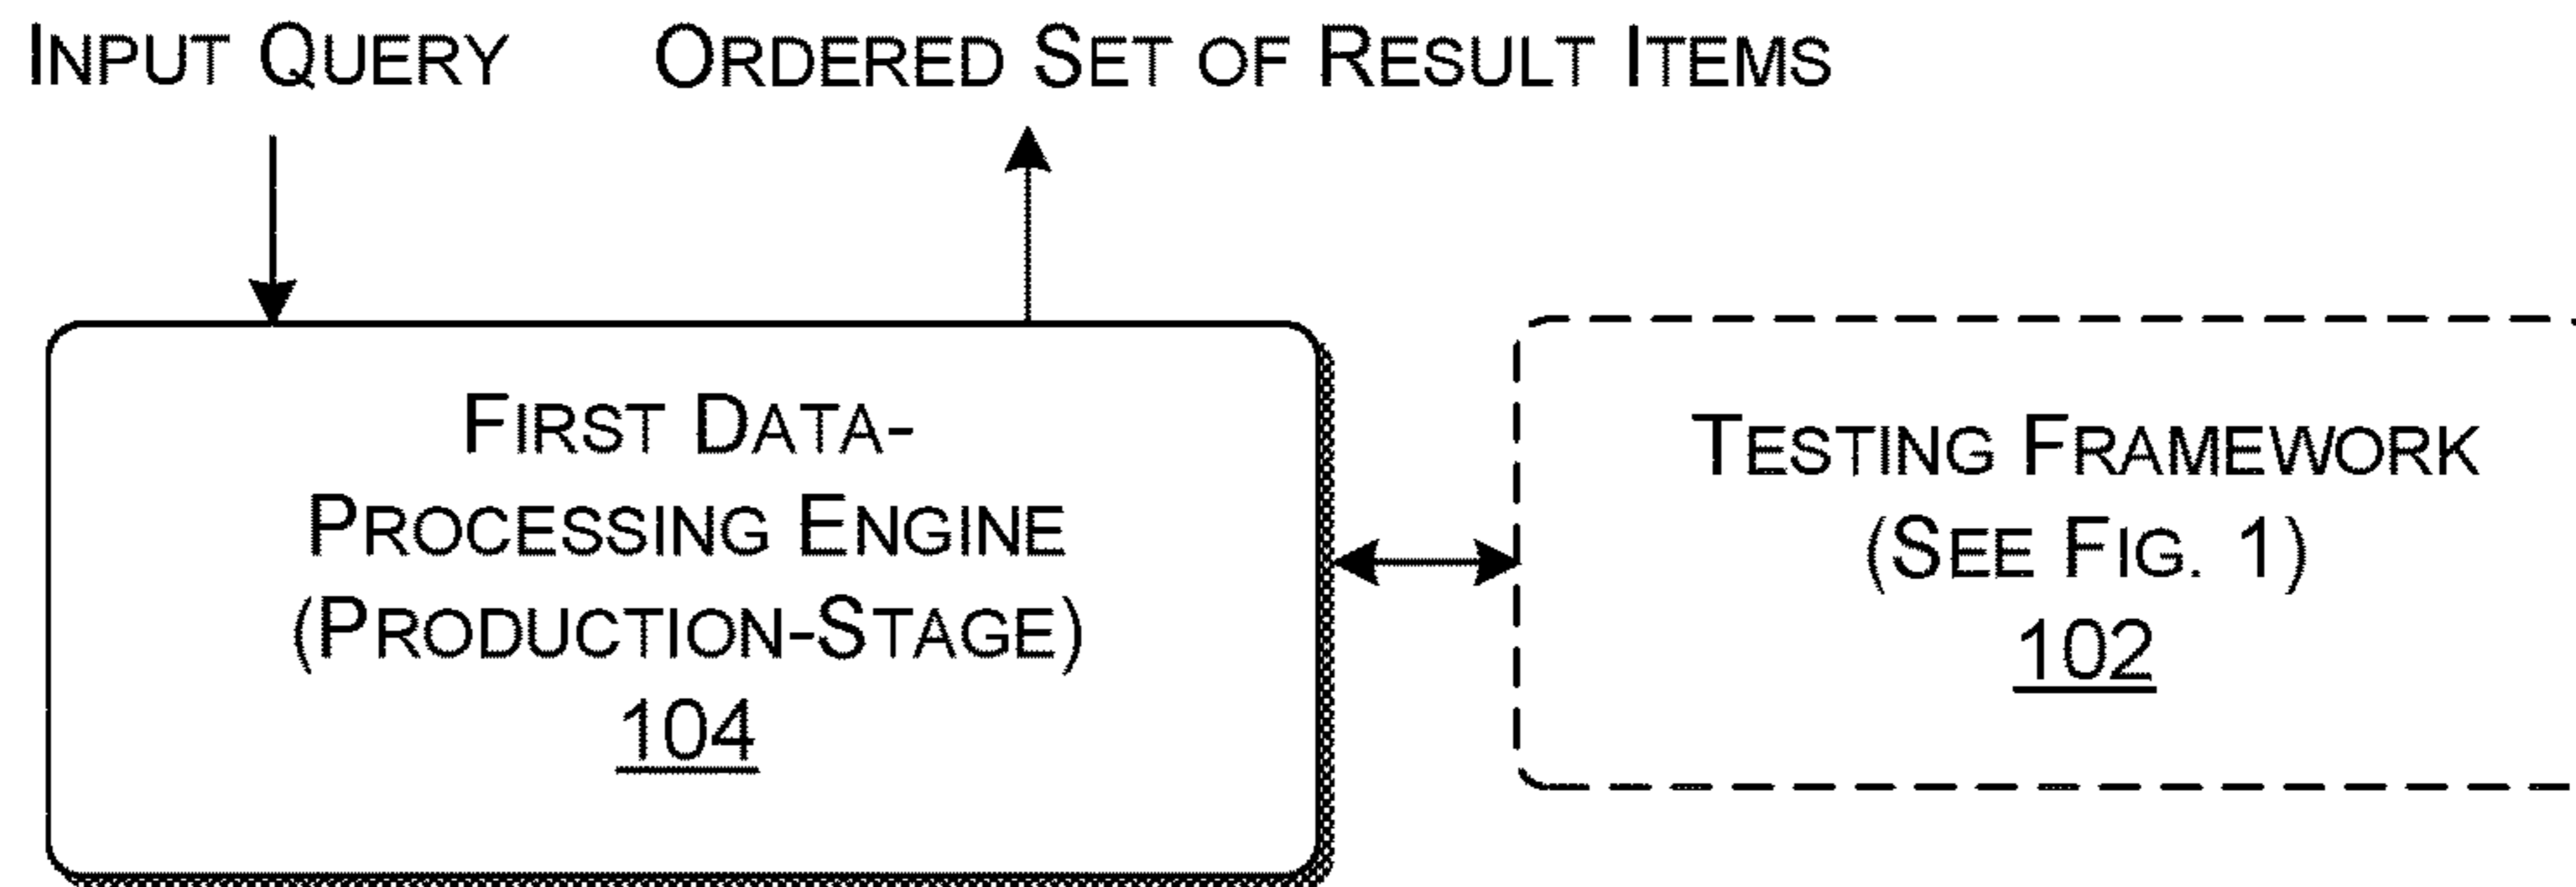 INPUT QUERY
ORDERED SET OF RESULT ITEMS
FIRST DATA-
PROCESSING ENGINE
(PRODUCTION-STAGE)
104
TESTING FRAMEWORK
(SEE FIG. 1)
102